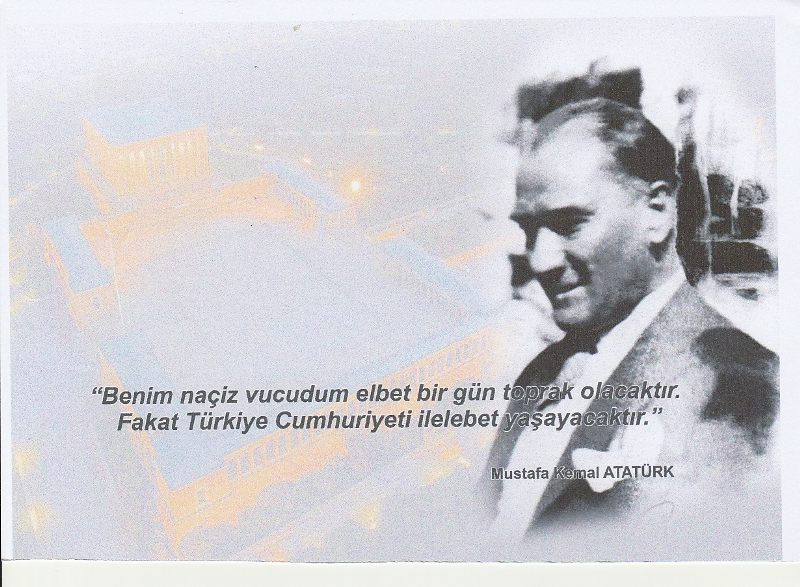 “Benim naçiz vucudum elbet bir gün toprak olacaktır.
Fakat Türkiye Cumhuriyeti ilelebet yaşayacaktır.”
Mustafa Kemal ATATÜRK